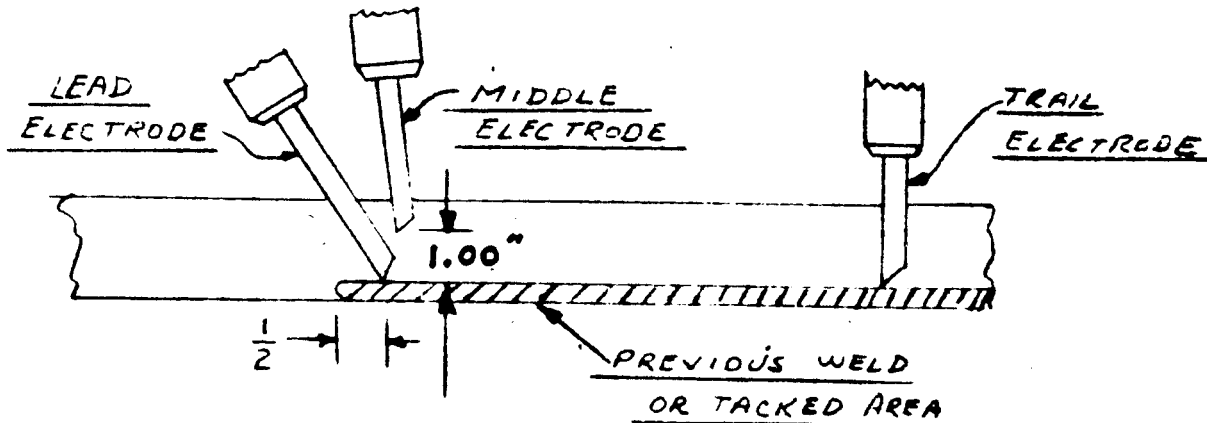 LEAD
ELECTRODE
MIDDLE
ELECTRODE
TRAIL
ELECTRODE
1.00"
1/2
PREVIOUS WELD
OR TACKED AREA